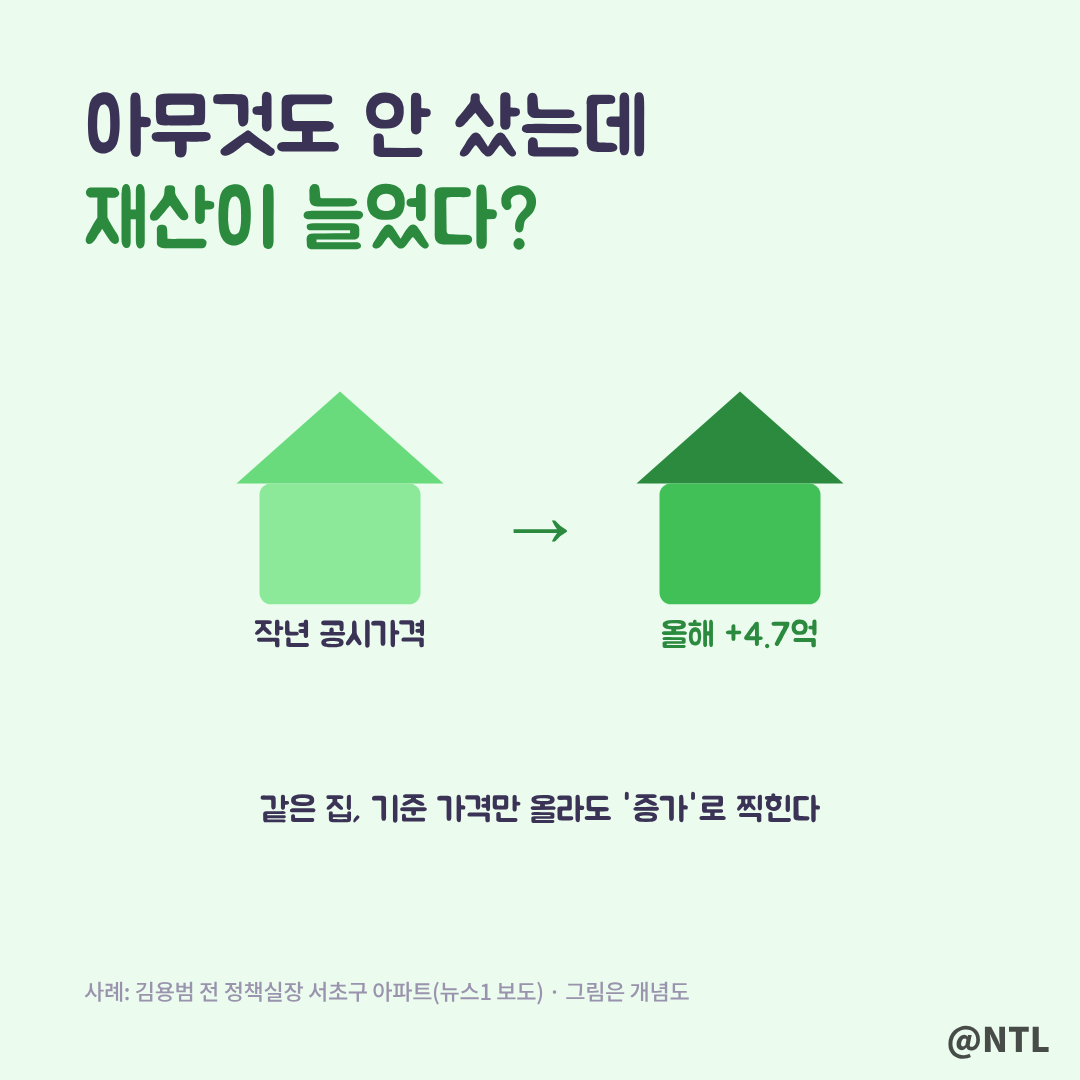 아무것도 안 샀는데
재산이 늘었다?
→
작년 공시가격
올해 +4.7억
같은 집, 기준 가격만 올라도 '증가'로 찍힌다
사례: 김용범 전 정책실장 서초구 아파트(뉴스1 보도) · 그림은 개념도
@NTL